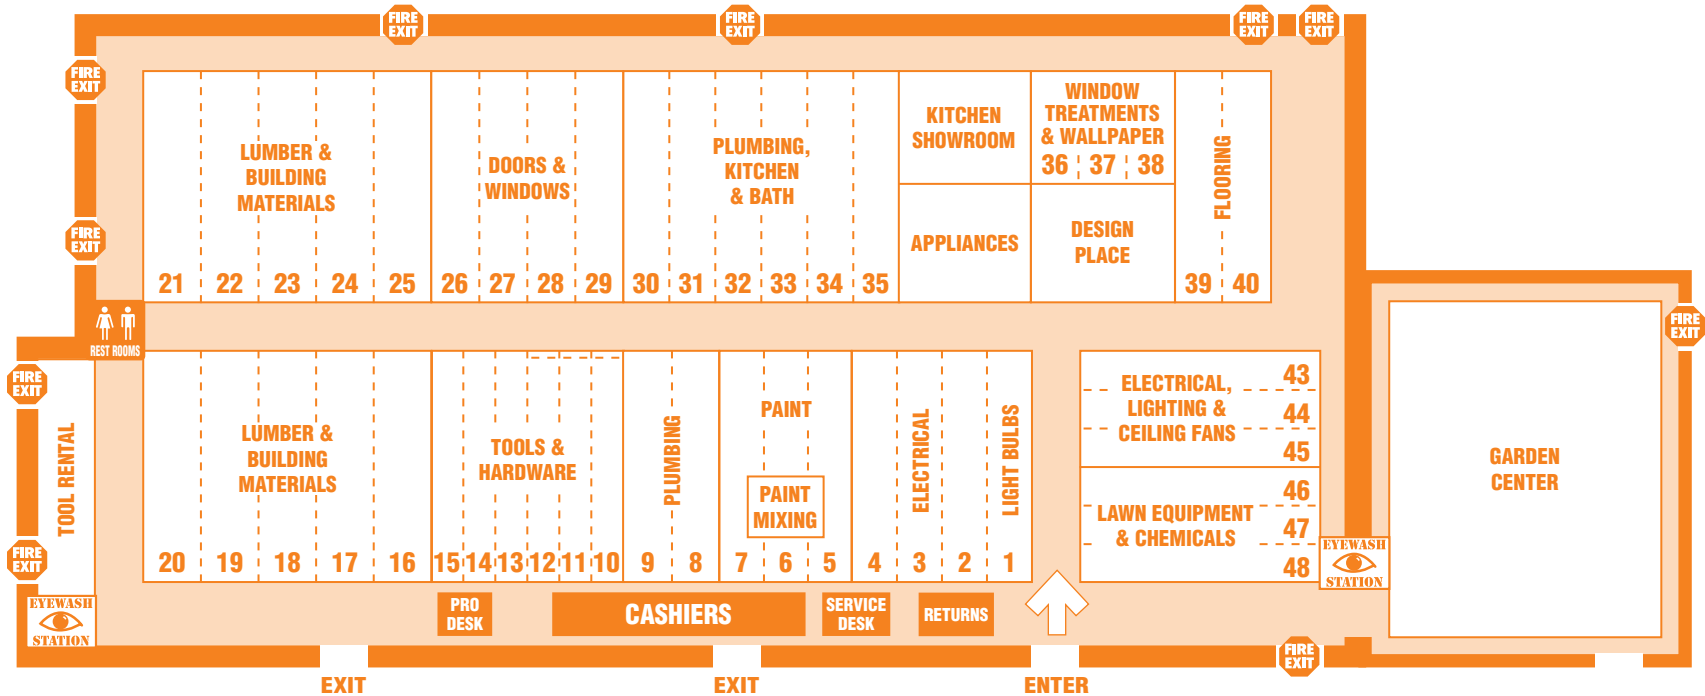 FIRE
EXIT
FIRE
EXIT
FIRE
EXIT
FIRE
EXIT
FIRE
EXIT
FIRE
EXIT
LUMBER &
BUILDING
MATERIALS
21 22 23 24 25
DOORS &
WINDOWS
26 27 28 29
PLUMBING,
KITCHEN
& BATH
30 31 32 33 34 35
KITCHEN
SHOWROOM
APPLIANCES
WINDOW
TREATMENTS
& WALLPAPER
36 37 38
DESIGN
PLACE
FLOORING
39 40
REST ROOMS
FIRE
EXIT
FIRE
EXIT
FIRE
EXIT
TOOL RENTAL
EYEWASH
STATION
LUMBER &
BUILDING
MATERIALS
20 19 18 17 16
TOOLS &
HARDWARE
15 14 13 12 11 10
PLUMBING
9 8
PAINT
PAINT
MIXING
7 6 5
ELECTRICAL
LIGHT BULBS
4 3 2 1
ELECTRICAL,
LIGHTING &
CEILING FANS
43
44
45
LAWN EQUIPMENT
& CHEMICALS
46
47
48
EYEWASH
STATION
GARDEN
CENTER
PRO
DESK
CASHIERS
SERVICE
DESK
RETURNS
FIRE
EXIT
EXIT
EXIT
ENTER